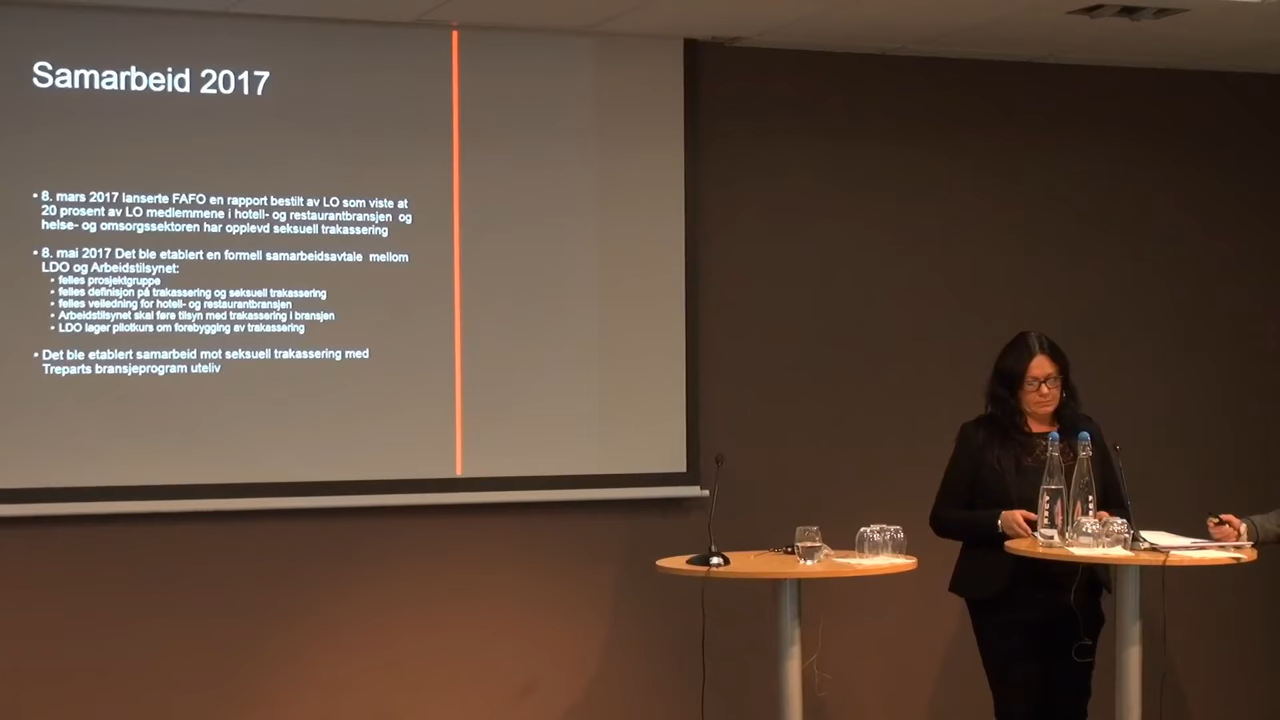 Samarbeid 2017
• 8. mars 2017 lanserte FAFO en rapport bestilt av LO som viste at
20 prosent av LO medlemmene i hotell- og restaurantbransjen og
helse- og omsorgssektoren har opplevd seksuell trakassering
• 8. mai 2017 Det ble etablert en formell samarbeidsavtale mellom
LDO og Arbeidstilsynet:
• felles prosjektgruppe
• felles definisjon på trakassering og seksuell trakassering
• felles veiledning for hotell- og restaurantbransjen
• Arbeidstilsynet skal føre tilsyn med trakassering i bransjen
• LDO lager pilotkurs om forebygging av trakassering
• Det ble etablert samarbeid mot seksuell trakassering med
Treparts bransjeprogram uteliv